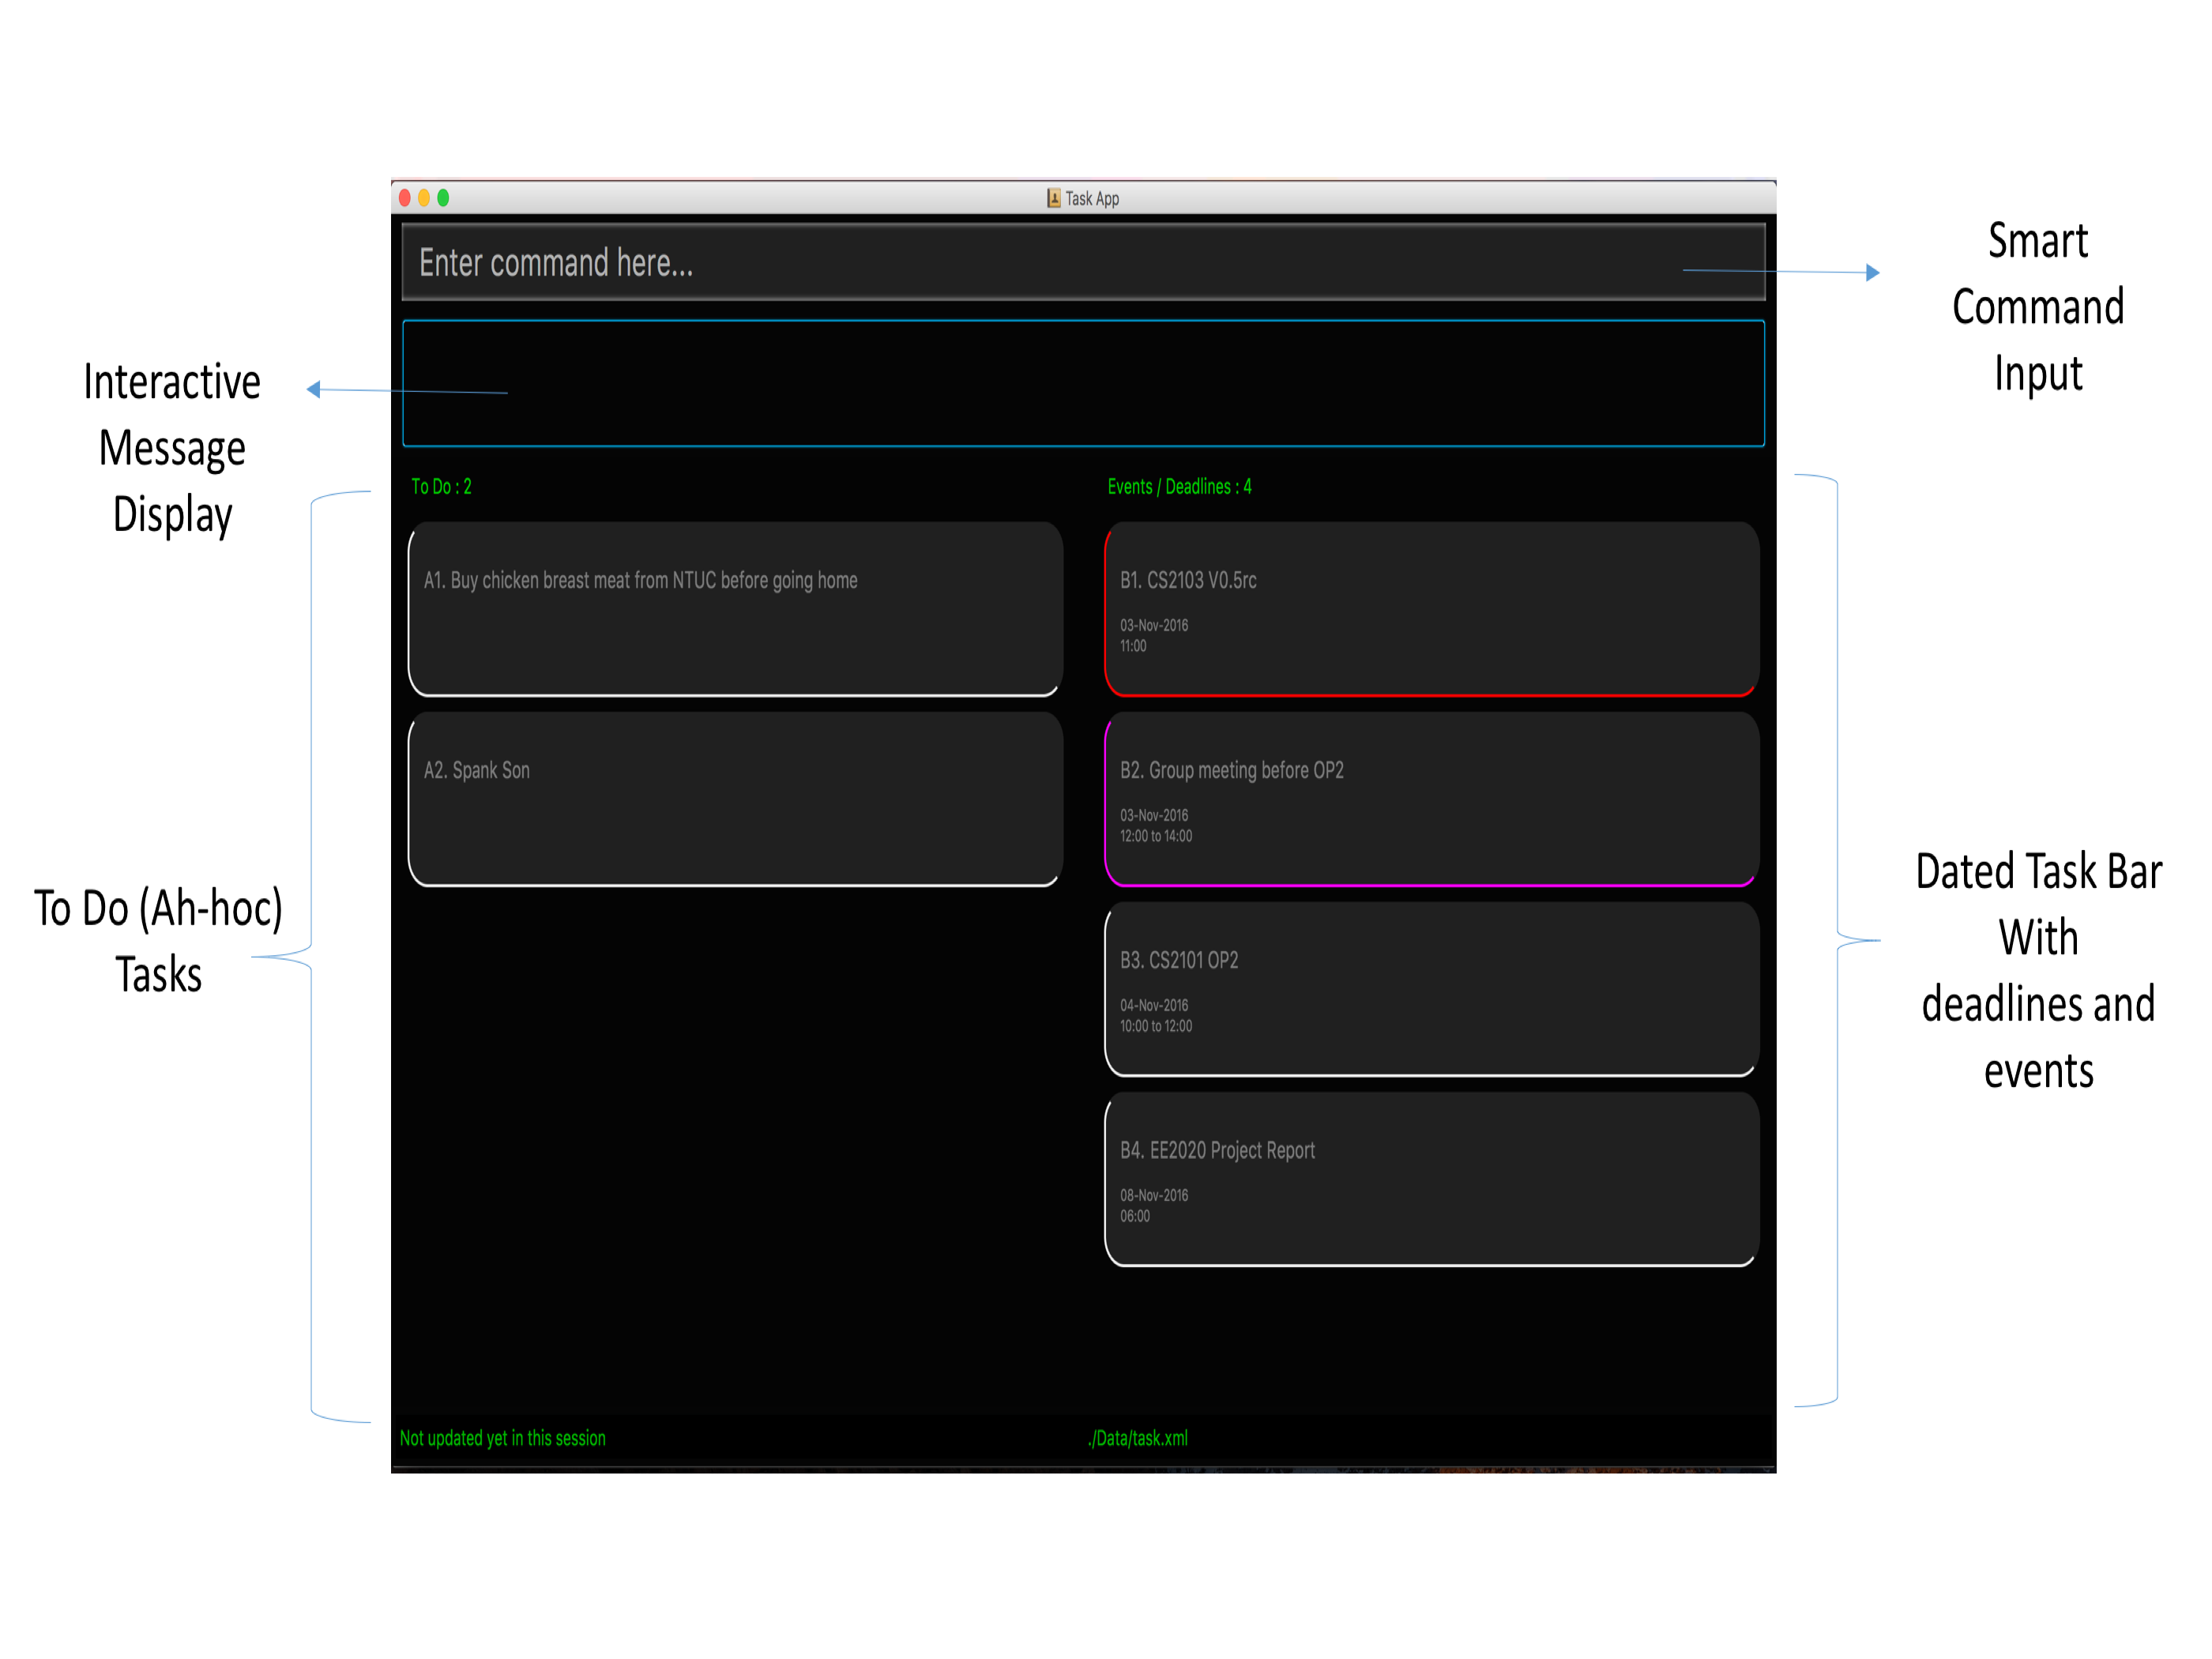 Task App
Enter command here...
Smart
Command
Input
Interactive
Message
Display
To Do : 2
Events / Deadlines : 4
A1. Buy chicken breast meat from NTUC before going home
A2. Spank Son
B1. CS2103 V0.5rc
03-Nov-2016
11:00
B2. Group meeting before OP2
03-Nov-2016
12:00 to 14:00
B3. CS2101 OP2
04-Nov-2016
10:00 to 12:00
B4. EE2020 Project Report
08-Nov-2016
06:00
To Do (Ah-hoc)
Tasks
Dated Task Bar
With
deadlines and
events
Not updated yet in this session
./Data/task.xml